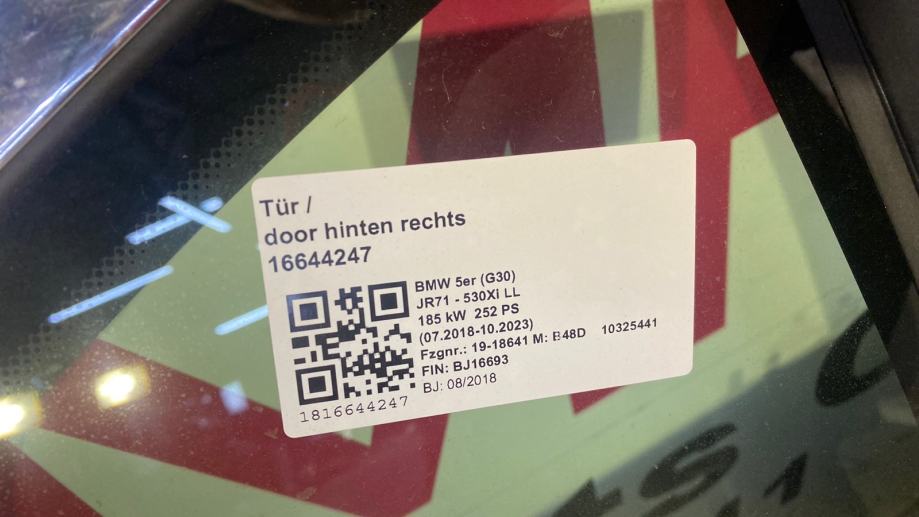 Tür /
door hinten rechts
16644247
BMW 5er (G30)
JR71 - 530Xi LL
185 kW 252 PS
(07.2018-10.2023)
Fzgnr.: 19-18641 M: B48D 10325441
FIN: BJ16693
BJ: 08/2018
1816644247